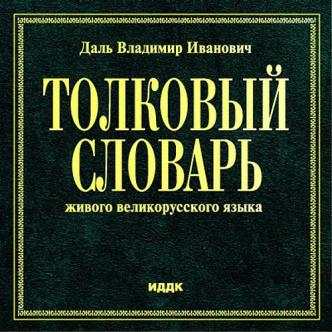 Даль Владимир Иванович
ТОЛКОВЫЙ
СЛОВАРЬ
живого великорусского языка
ИДДК